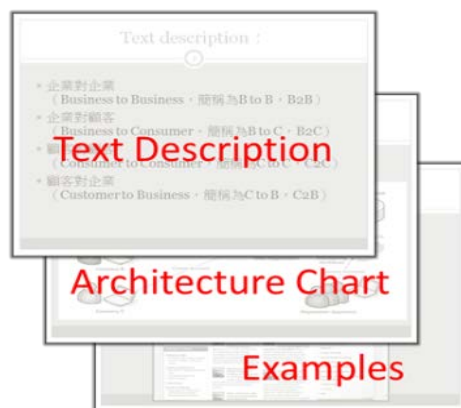 Text description：
企業對企業
（Business to Business，簡稱為B to B，B2B）
企業對顧客
（Business to Consumer，簡稱為B to C，B2C）
Text Description
（Consumer to Consumer，簡稱為C to C，C2C）
顧客對企業
（Customer to Business，簡稱為C to B，C2B）
Architecture Chart
Examples